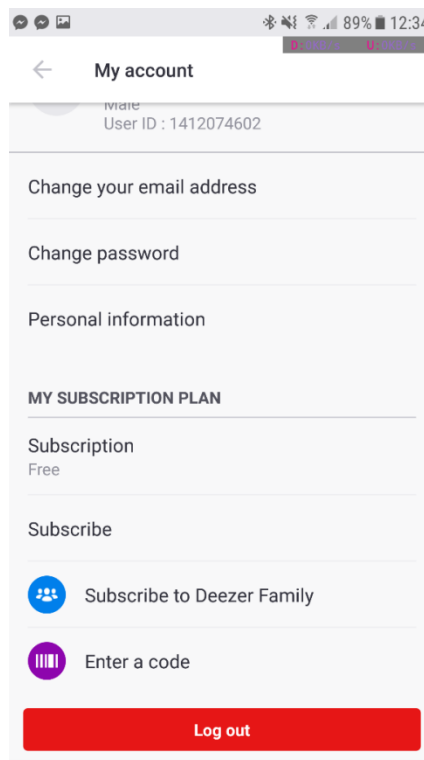 89% 12:34
D: U:
My account
Male
User ID : 1412074602
Change your email address
Change password
Personal information
MY SUBSCRIPTION PLAN
Subscription
Free
Subscribe
Subscribe to Deezer Family
Enter a code
Log out